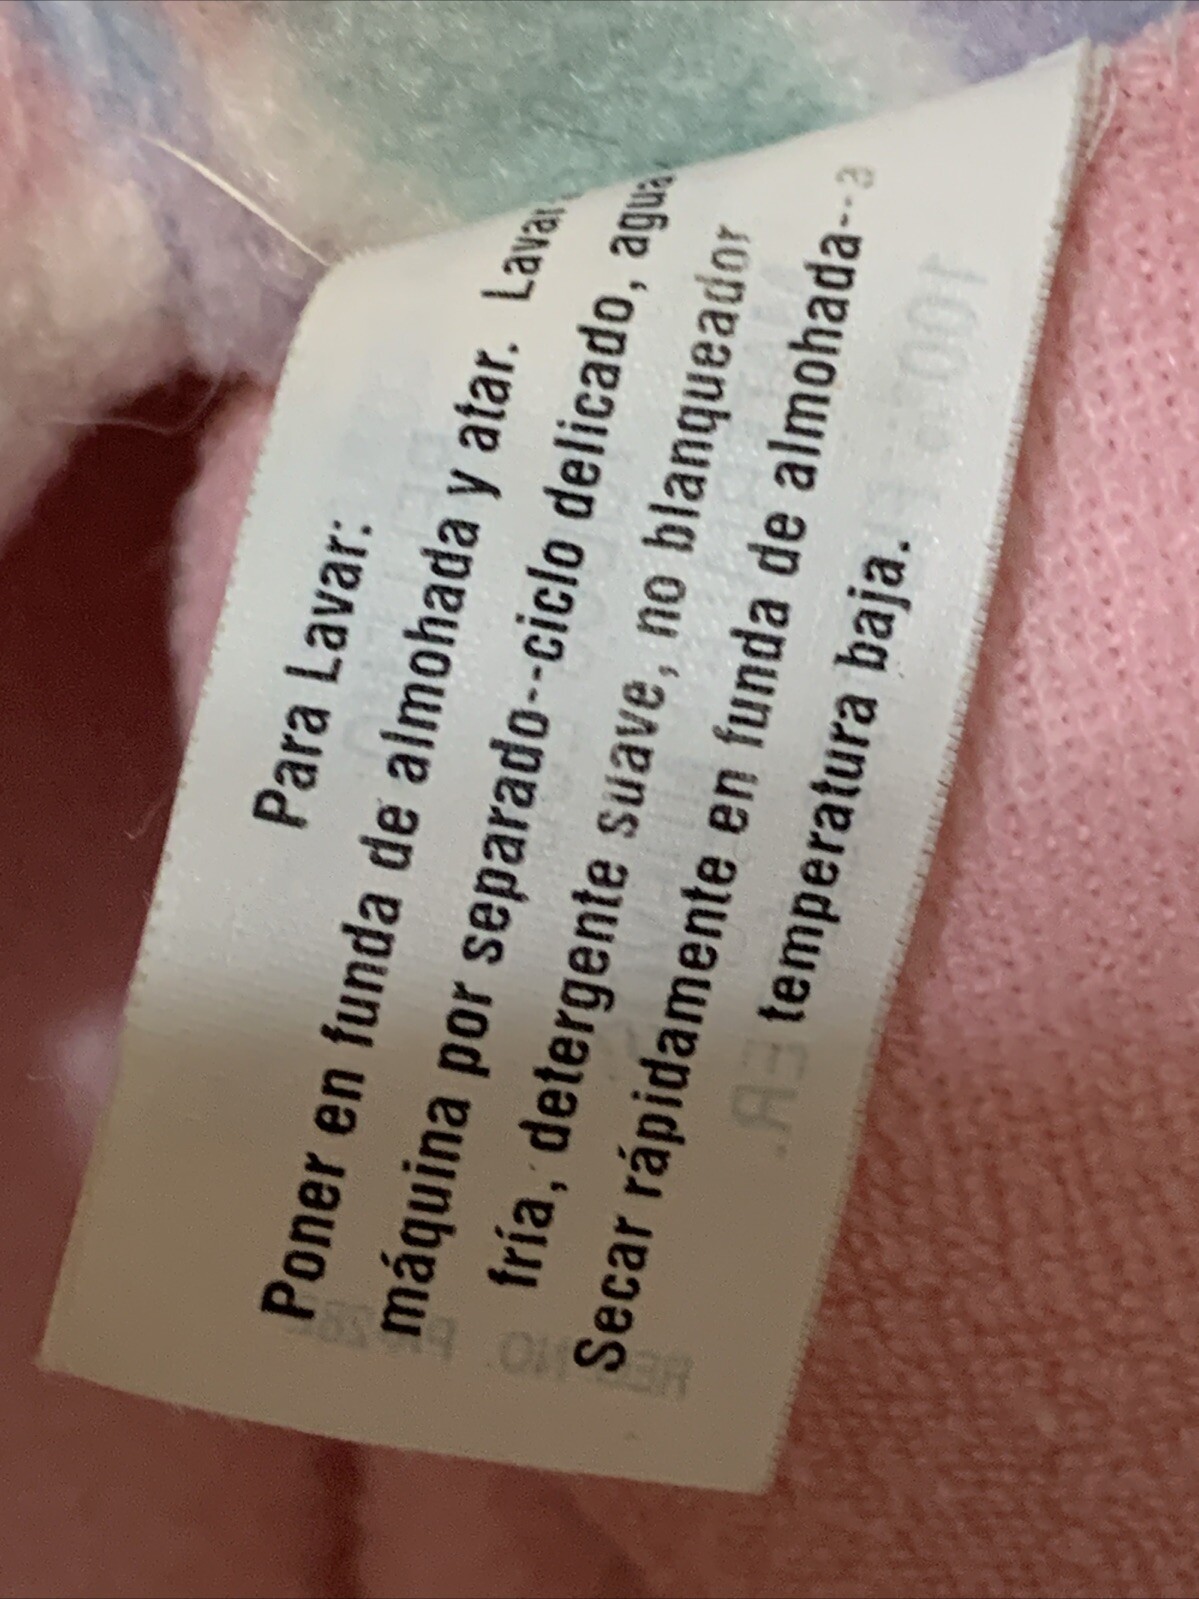 Para Lavar:
Poner en funda de almohada y atar. Lavar
máquina por separado--ciclo delicado, agua
fría, detergente suave, no blanqueador
Secar rápidamente en funda de almohada--a
temperatura baja.